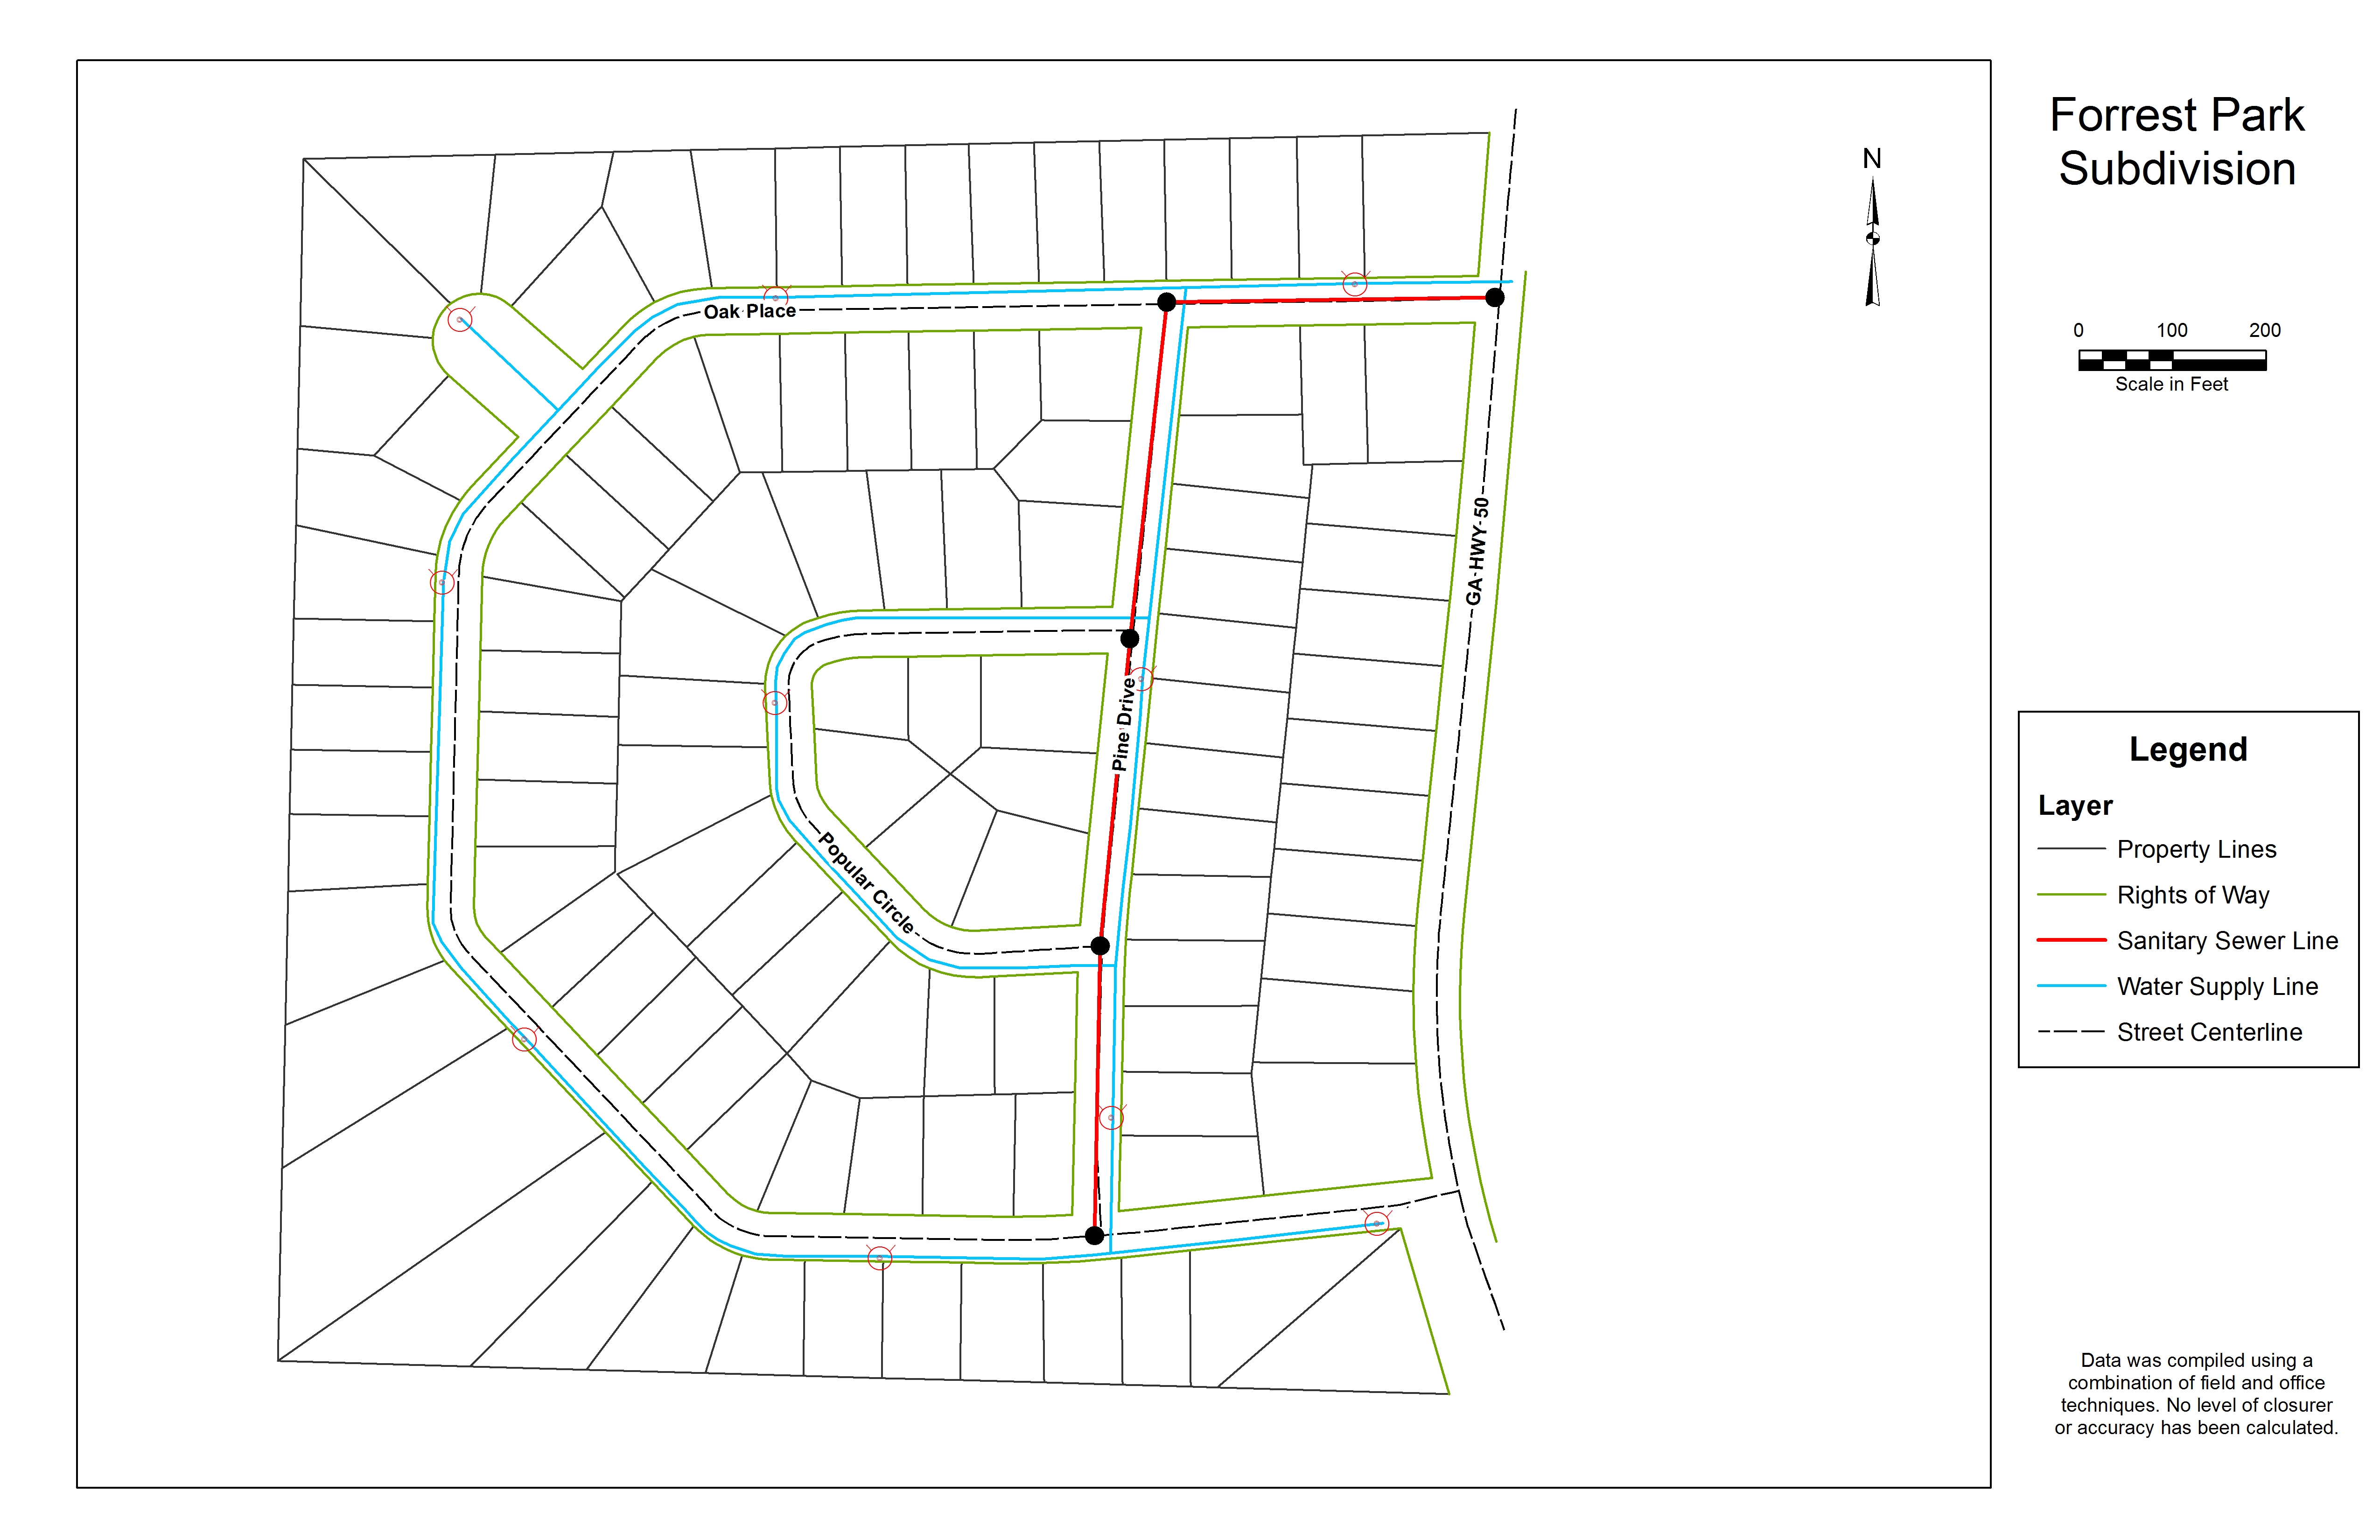 Forrest Park
Subdivision
N
0 100 200
Scale in Feet
Oak Place
GA-HWY-50
Pine Drive
Popular Circle
Legend
Layer
Property Lines
Rights of Way
Sanitary Sewer Line
Water Supply Line
Street Centerline
Data was compiled using a
combination of field and office
techniques. No level of closurer
or accuracy has been calculated.